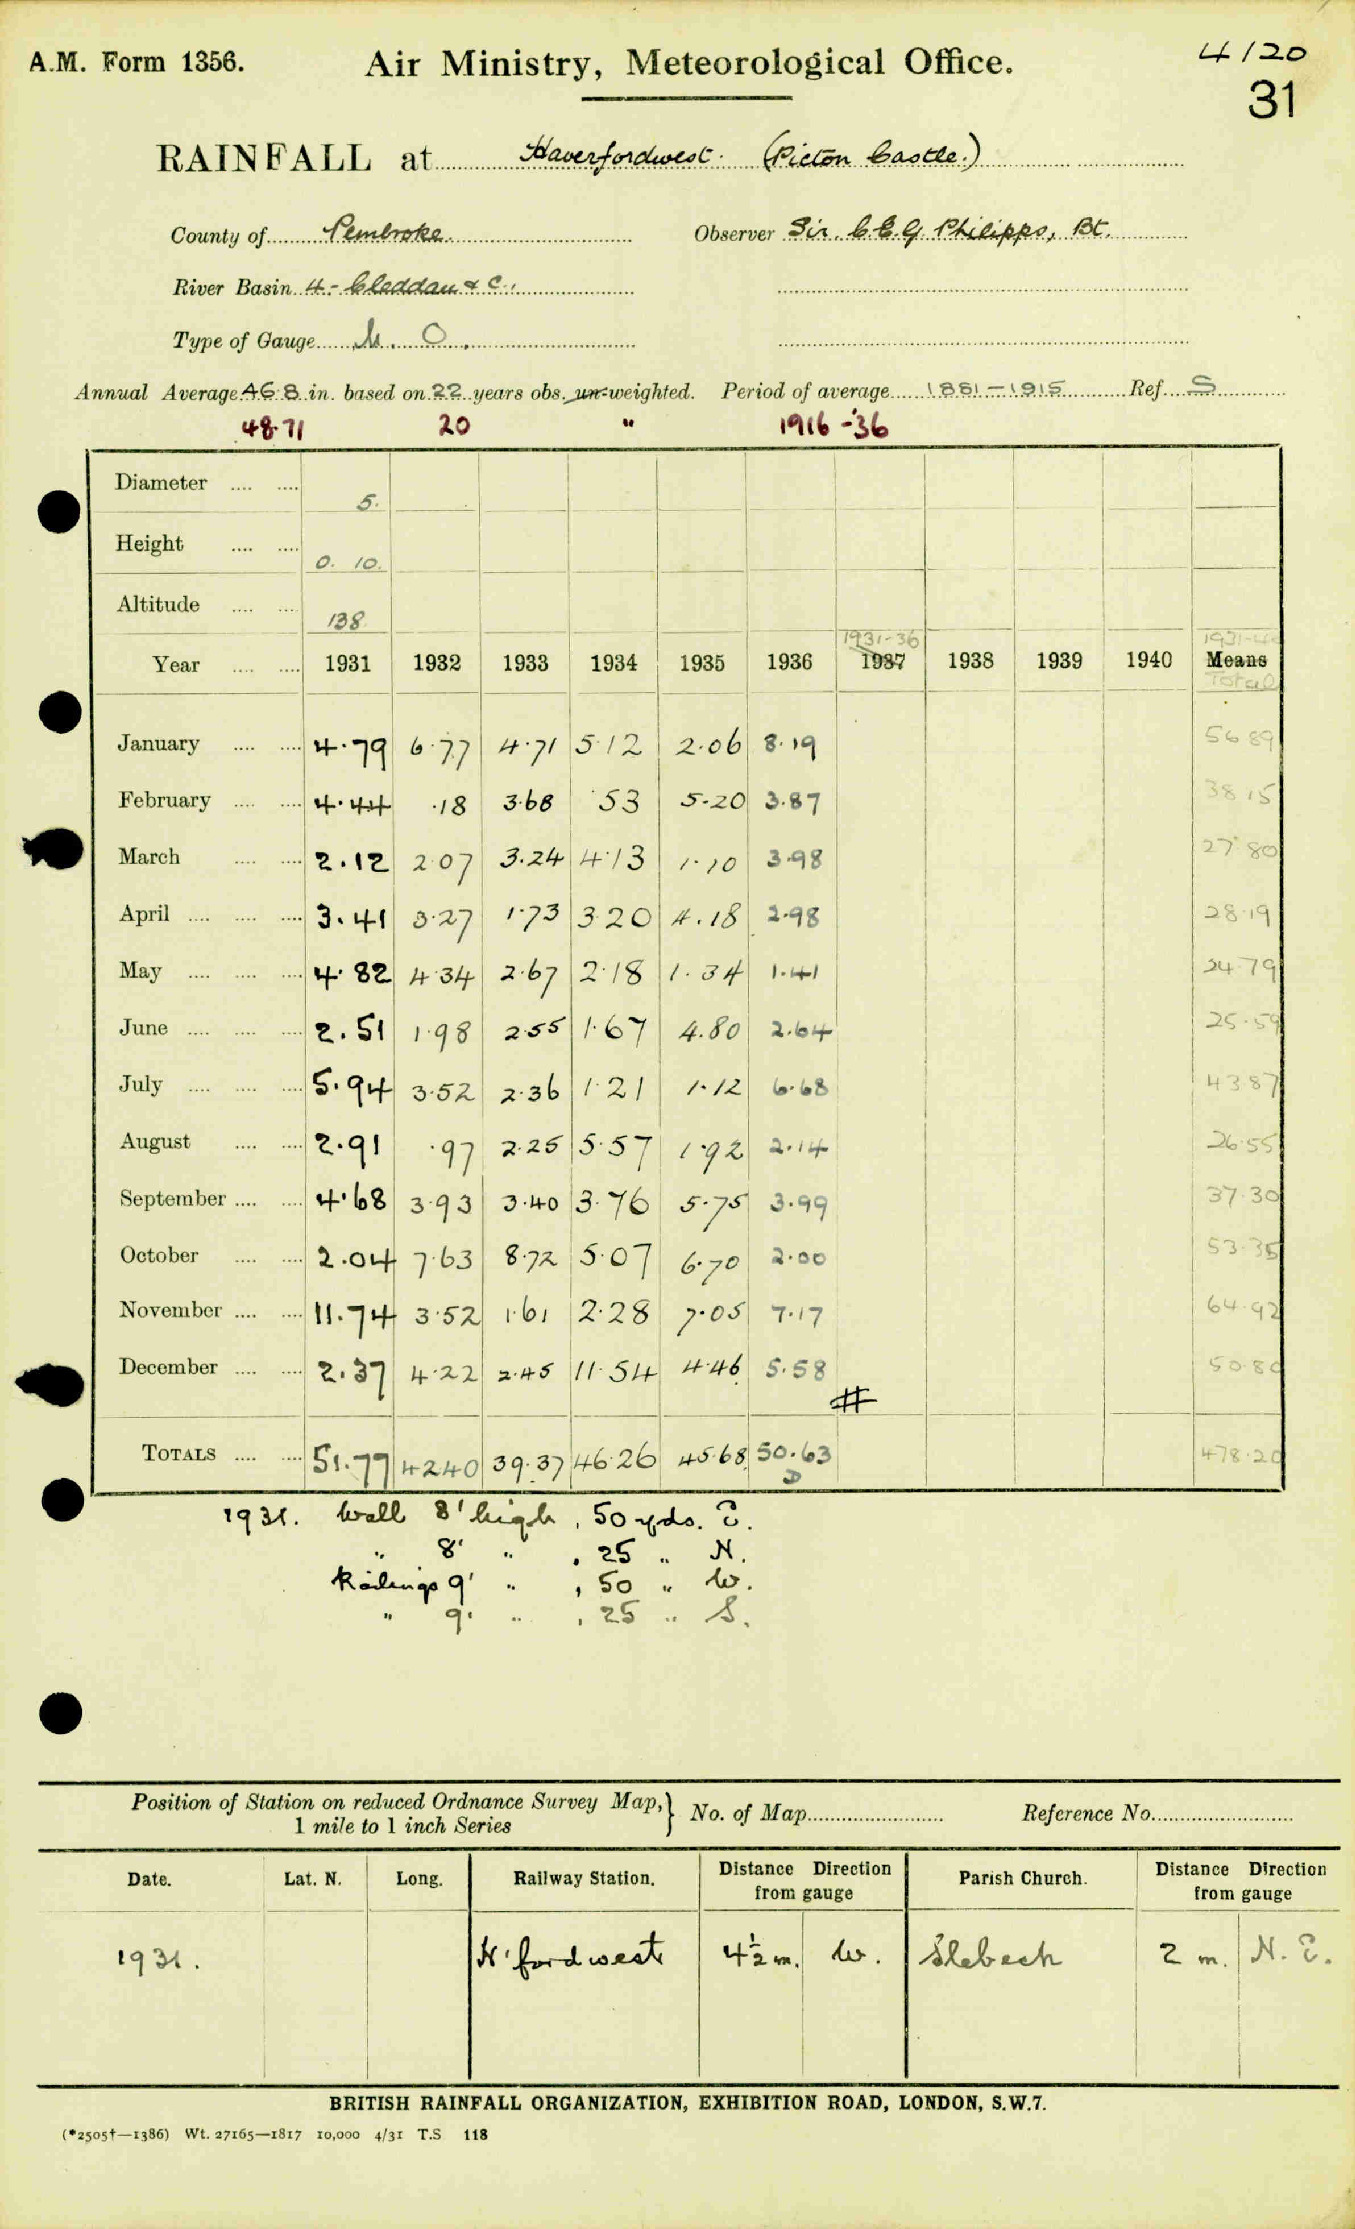 A.M. Form 1356. Air Ministry, Meteorological Office. 4120
31
RAINFALL at Haverfordwest. (Picton Castle.)
County of Pembroke. Observer Sir. C.E.G. Philipps, Bt.
River Basin 4.- Cleddau & C.
Type of Gauge M. O.
Annual Average 46.8 in. based on 22 years obs. un-weighted. Period of average 1881-1915 Ref. S
48.71 20 " 1916-'36
Diameter .... .... 5.
Height .... .... 0. 10.
Altitude .... .... 138
1931-36 1931-40
Year .... .... 1931 1932 1933 1934 1935 1936 1937 1938 1939 1940 Means
Total
January .... .... 4.79 6.77 4.71 5.12 2.06 8.19 56.89
February .... .... 4.44 .18 3.68 .53 5.20 3.87 38.15
March .... .... 2.12 2.07 3.24 4.13 1.10 3.98 27.80
April .... .... .... 3.41 3.27 1.73 3.20 4.18 2.98 28.19
May .... .... .... 4.82 4.34 2.67 2.18 1.34 1.41 24.79
June .... .... .... 2.51 1.98 2.55 1.67 4.80 2.64 25.59
July .... .... .... 5.94 3.52 2.36 1.21 1.12 6.68 43.87
August .... .... 2.91 .97 2.25 5.57 1.92 2.14 26.55
September .... .... 4.68 3.93 3.40 3.76 5.75 3.99 37.30
October .... .... 2.04 7.63 8.72 5.07 6.70 2.00 53.35
November .... .... 11.74 3.52 1.61 2.28 7.05 7.17 64.92
December .... .... 2.37 4.22 2.45 11.54 4.46 5.58 50.80
#
TOTALS .... .... 51.77 42.40 39.37 46.26 45.68 50.63 478.20
D
1931. Wall 8' high, 50 yds. E.
" 8' " , 25 " N.
Railings 9' " , 50 " W.
" 9' " , 25 " S.
Position of Station on reduced Ordnance Survey Map, } No. of Map Reference No.
1 mile to 1 inch Series
Date. Lat. N. Long. Railway Station. Distance Direction from gauge Parish Church. Distance Direction from gauge
1931. H'fordwest 4½ m. W. Slebech 2 m. N.E.
BRITISH RAINFALL ORGANIZATION, EXHIBITION ROAD, LONDON, S.W.7.
(*2505†—1386) Wt. 27165—1817 10,000 4/31 T.S 118